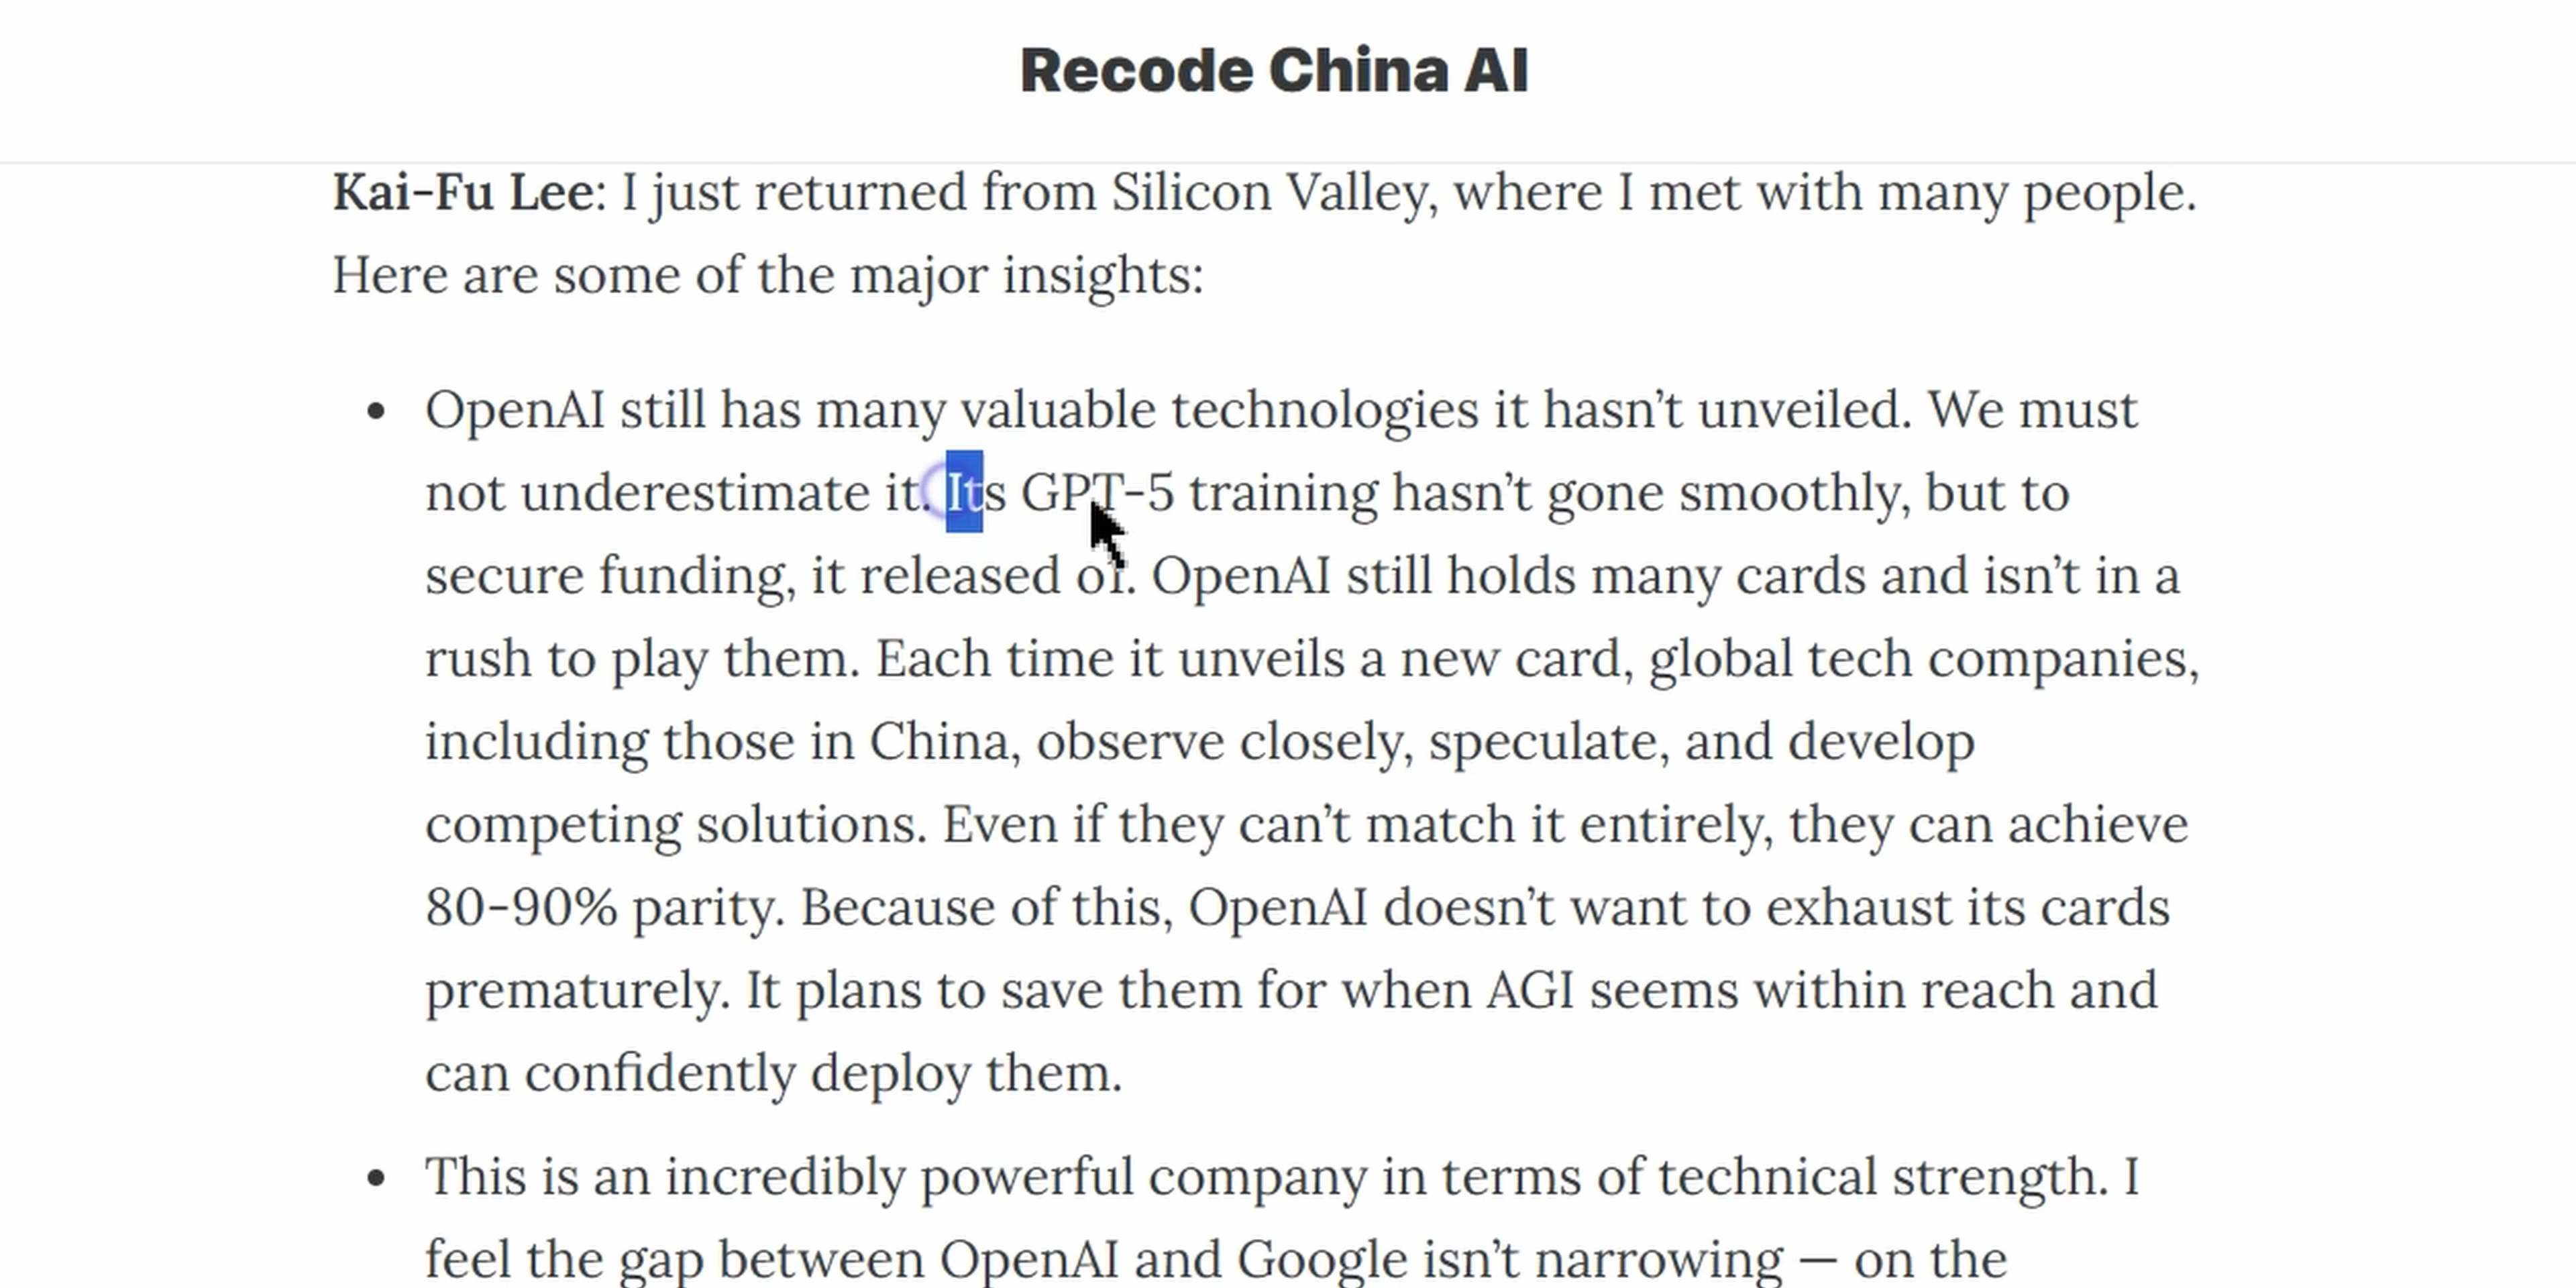 Recode China AI
Kai-Fu Lee: I just returned from Silicon Valley, where I met with many people.
Here are some of the major insights:
• OpenAI still has many valuable technologies it hasn’t unveiled. We must
not underestimate it. Its GPT-5 training hasn’t gone smoothly, but to
secure funding, it released o1. OpenAI still holds many cards and isn’t in a
rush to play them. Each time it unveils a new card, global tech companies,
including those in China, observe closely, speculate, and develop
competing solutions. Even if they can’t match it entirely, they can achieve
80-90% parity. Because of this, OpenAI doesn’t want to exhaust its cards
prematurely. It plans to save them for when AGI seems within reach and
can confidently deploy them.
• This is an incredibly powerful company in terms of technical strength. I
feel the gap between OpenAI and Google isn’t narrowing — on the